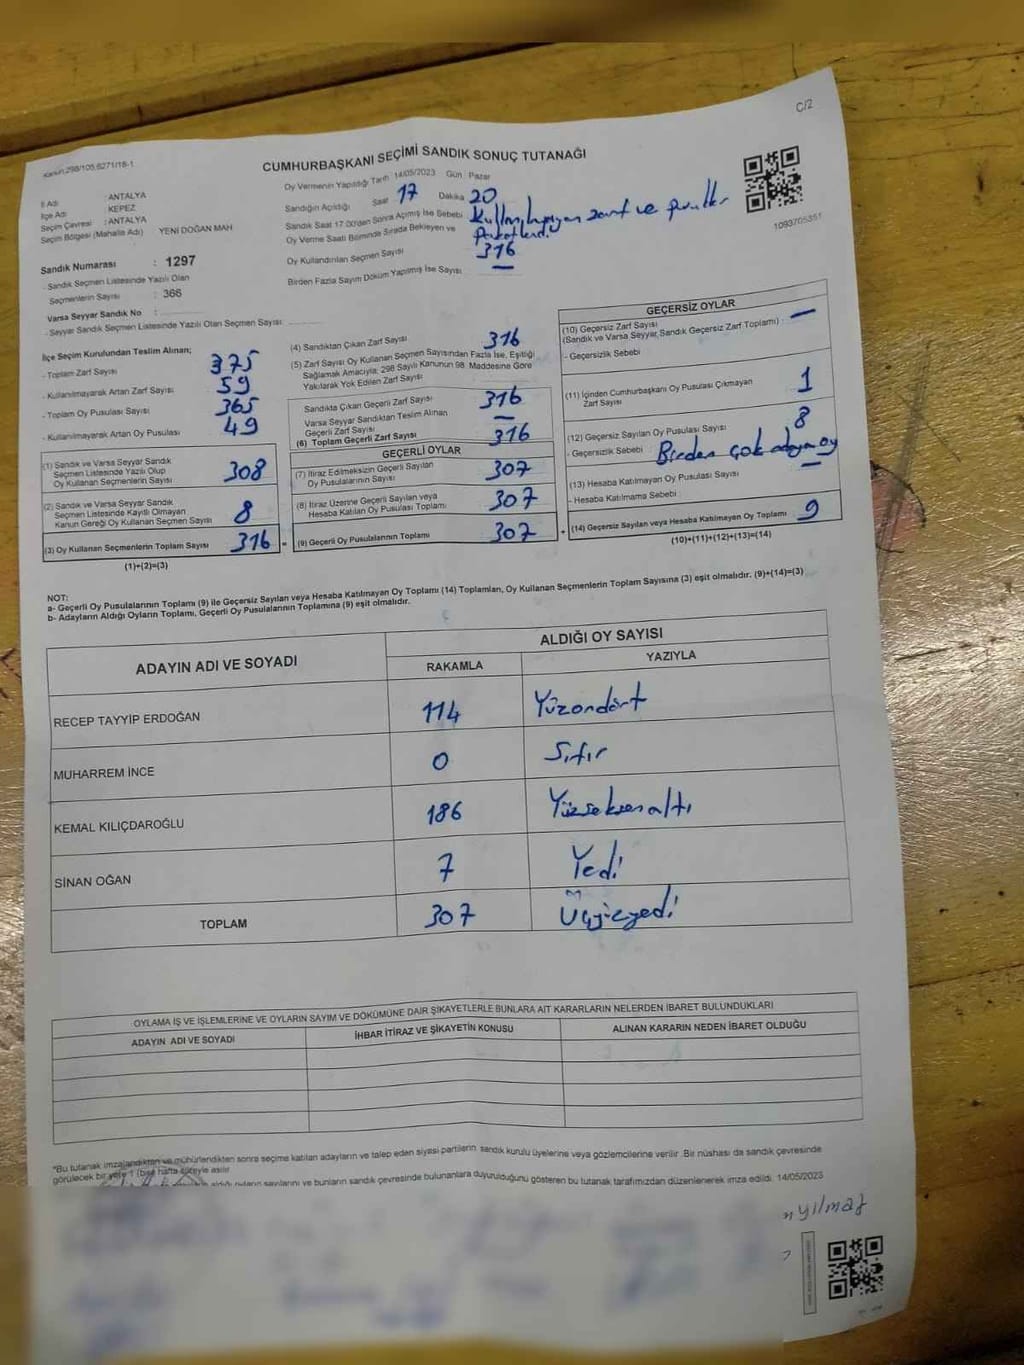 C/2
Kanun:298/105,6271/18-1
CUMHURBAŞKANI SEÇİMİ SANDIK SONUÇ TUTANAĞI
İl Adı : ANTALYA
İlçe Adı : KEPEZ
Seçim Çevresi : ANTALYA
Seçim Bölgesi (Mahalle Adı) YENİ DOĞAN MAH
Oy Vermenin Yapıldığı Tarih 14/05/2023 Gün Pazar
Sandığın Açıldığı Saat 17 Dakika 20
Sandık Saat 17.00'den Sonra Açılmış İse Sebebi Kullanılmayan zarf ve pusulalar
Oy Verme Saati Bitiminde Sırada Bekleyen ve Paketlendi
Oy Kullandırılan Seçmen Sayısı 316
Birden Fazla Sayım Döküm Yapılmış İse Sayısı —
1093705351
Sandık Numarası : 1297
- Sandık Seçmen Listesinde Yazılı Olan
Seçmenlerin Sayısı : 366
Varsa Seyyar Sandık No :
- Seyyar Sandık Seçmen Listesinde Yazılı Olan Seçmen Sayısı:
İlçe Seçim Kurulundan Teslim Alınan;
- Toplam Zarf Sayısı 375
- Kullanılmayarak Artan Zarf Sayısı 59
- Toplam Oy Pusulası Sayısı 365
- Kullanılmayarak Artan Oy Pusulası 49
(1) Sandık ve Varsa Seyyar Sandık
Seçmen Listesinde Yazılı Olup
Oy Kullanan Seçmenlerin Sayısı 308
(2) Sandık ve Varsa Seyyar Sandık
Seçmen Listesinde Kayıtlı Olmayan
Kanun Gereği Oy Kullanan Seçmen Sayısı 8
(3) Oy Kullanan Seçmenlerin Toplam Sayısı 316 =
(1)+(2)=(3)
(4) Sandıktan Çıkan Zarf Sayısı 316
(5) Zarf Sayısı Oy Kullanan Seçmen Sayısından Fazla İse, Eşitliği
Sağlamak Amacıyla; 298 Sayılı Kanunun 98. Maddesine Göre
Yakılarak Yok Edilen Zarf Sayısı
Sandıkta Çıkan Geçerli Zarf Sayısı 316
Varsa Seyyar Sandıktan Teslim Alınan
Geçerli Zarf Sayısı —
(6) Toplam Geçerli Zarf Sayısı 316
GEÇERLİ OYLAR
(7) İtiraz Edilmeksizin Geçerli Sayılan
Oy Pusulalarının Sayısı 307
(8) İtiraz Üzerine Geçerli Sayılan veya
Hesaba Katılan Oy Pusulası Toplamı 307
(9) Geçerli Oy Pusulalarının Toplamı 307 +
GEÇERSİZ OYLAR
(10) Geçersiz Zarf Sayısı
(Sandık ve Varsa Seyyar Sandık Geçersiz Zarf Toplamı) : —
- Geçersizlik Sebebi
(11) İçinden Cumhurbaşkanı Oy Pusulası Çıkmayan
Zarf Sayısı 1
(12) Geçersiz Sayılan Oy Pusulası Sayısı 8
- Geçersizlik Sebebi Birden çok adaya oy
(13) Hesaba Katılmayan Oy Pusulası Sayısı —
- Hesaba Katılmama Sebebi
(14) Geçersiz Sayılan veya Hesaba Katılmayan Oy Toplamı 9
(10)+(11)+(12)+(13)=(14)
NOT:
a- Geçerli Oy Pusulalarının Toplamı (9) ile Geçersiz Sayılan veya Hesaba Katılmayan Oy Toplamı (14) Toplamları, Oy Kullanan Seçmenlerin Toplam Sayısına (3) eşit olmalıdır. (9)+(14)=(3)
b- Adayların Aldığı Oyların Toplamı, Geçerli Oy Pusulalarının Toplamına (9) eşit olmalıdır.
ADAYIN ADI VE SOYADI
ALDIĞI OY SAYISI
RAKAMLA YAZIYLA
RECEP TAYYİP ERDOĞAN 114 Yüzondört
MUHARREM İNCE 0 Sıfır
KEMAL KILIÇDAROĞLU 186 Yüzseksenaltı
SİNAN OĞAN 7 Yedi
TOPLAM 307 Üçyüzyedi
OYLAMA İŞ VE İŞLEMLERİNE VE OYLARIN SAYIM VE DÖKÜMÜNE DAİR ŞİKAYETLERLE BUNLARA AİT KARARLARIN NELERDEN İBARET BULUNDUKLARI
ADAYIN ADI VE SOYADI İHBAR İTİRAZ VE ŞİKAYETİN KONUSU ALINAN KARARIN NEDEN İBARET OLDUĞU
*Bu tutanak imzalandıktan ve mühürlendikten sonra seçime katılan adayların ve talep eden siyasi partilerin sandık kurulu üyelerine veya gözlemcilerine verilir. Bir nüshası da sandık çevresinde
görülecek bir yere 1 (bir) hafta süreyle asılır.
aldığı oyların sayılarını ve bunların sandık çevresinde bulunanlara duyurulduğunu gösteren bu tutanak tarafımızdan düzenlenerek imza edildi. 14/05/2023
yılmaz